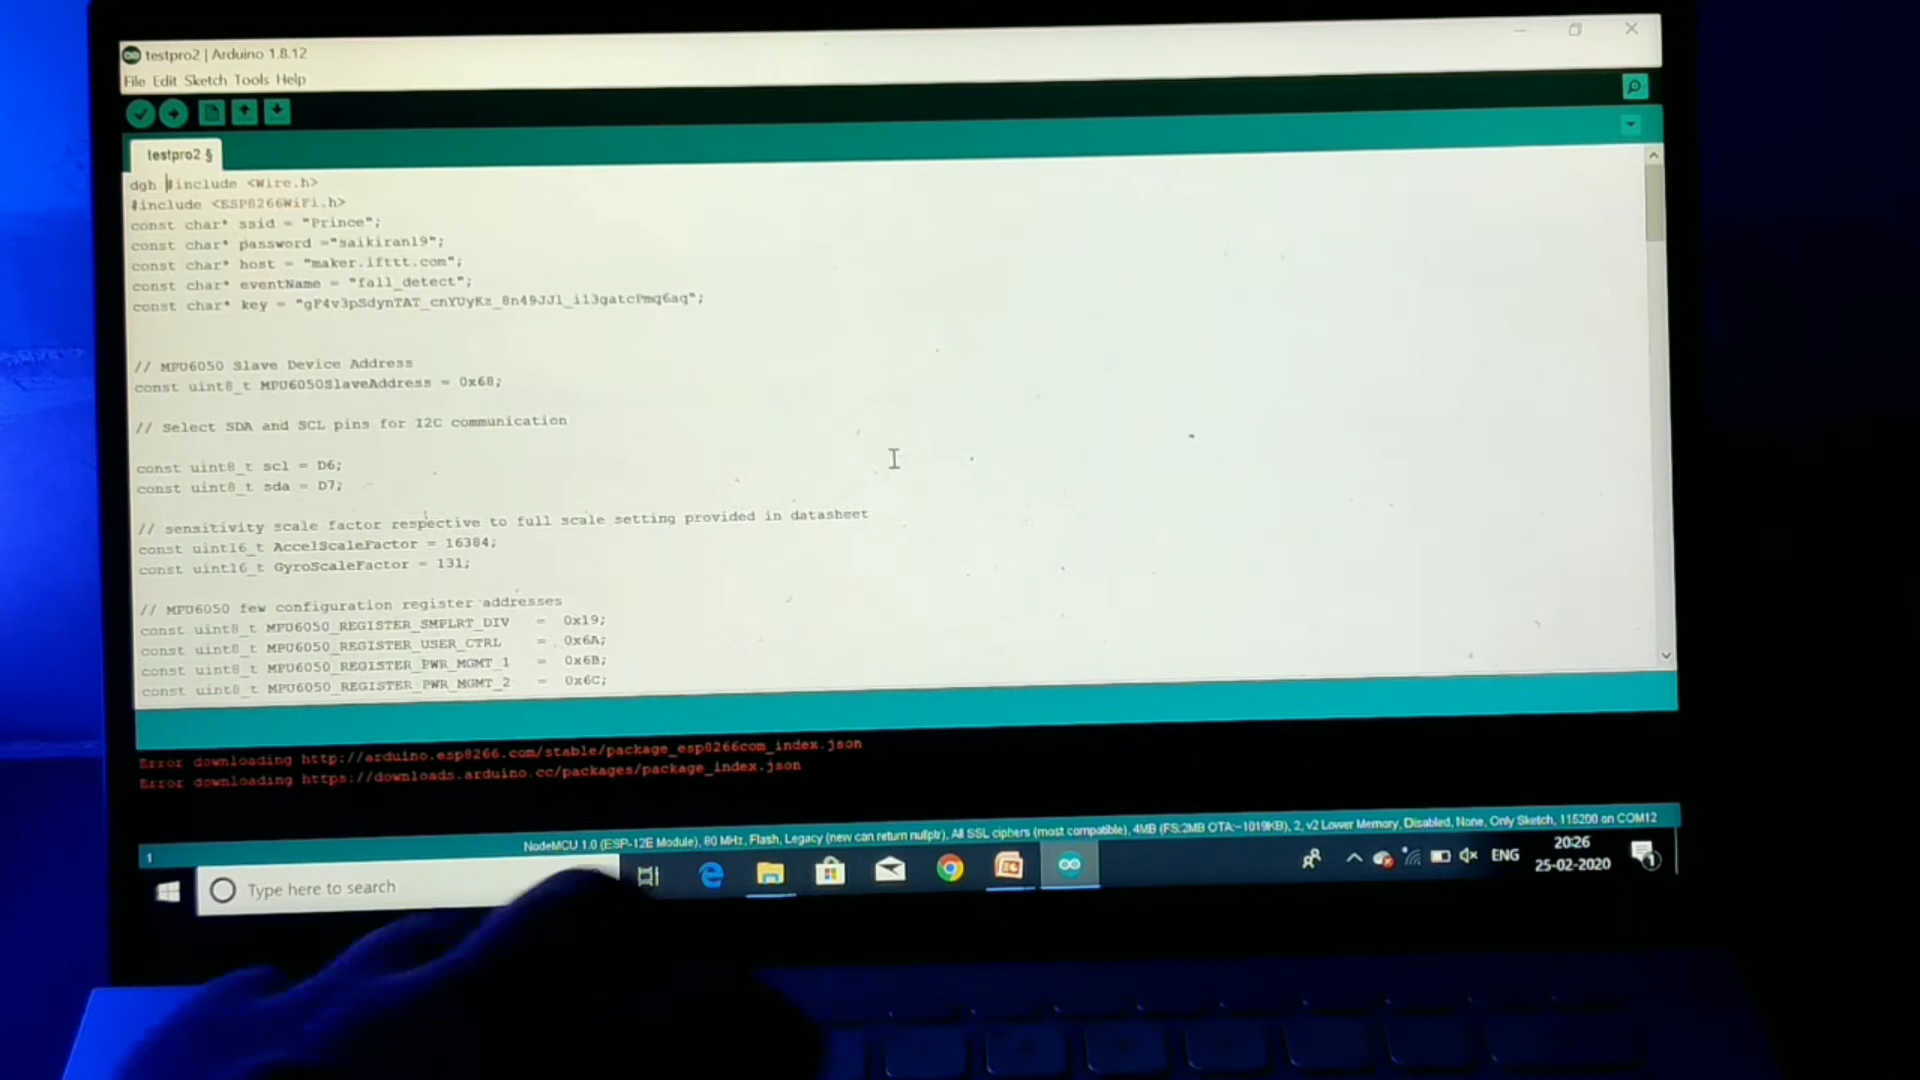 testpro2 | Arduino 1.8.12
File Edit Sketch Tools Help
testpro2 §
dgh #include <Wire.h>
#include <ESP8266WiFi.h>
const char* ssid = "Prince";
const char* password ="saikiran19";
const char* host = "maker.ifttt.com";
const char* eventName = "fall_detect";
const char* key = "gF4v3pSdynTAT_cnYUyKz_8n49JJl_i13gatcPmq6aq";
// MPU6050 Slave Device Address
const uint8_t MPU6050SlaveAddress = 0x68;
// Select SDA and SCL pins for I2C communication
const uint8_t scl = D6;
const uint8_t sda = D7;
// sensitivity scale factor respective to full scale setting provided in datasheet
const uint16_t AccelScaleFactor = 16384;
const uint16_t GyroScaleFactor = 131;
// MPU6050 few configuration register addresses
const uint8_t MPU6050_REGISTER_SMPLRT_DIV = 0x19;
const uint8_t MPU6050_REGISTER_USER_CTRL = 0x6A;
const uint8_t MPU6050_REGISTER_PWR_MGMT_1 = 0x6B;
const uint8_t MPU6050_REGISTER_PWR_MGMT_2 = 0x6C;
Error downloading http://arduino.esp8266.com/stable/package_esp8266com_index.json
Error downloading https://downloads.arduino.cc/packages/package_index.json
1 NodeMCU 1.0 (ESP-12E Module), 80 MHz, Flash, Legacy (new can return nullptr), All SSL ciphers (most compatible), 4MB (FS:2MB OTA:~1019KB), 2, v2 Lower Memory, Disabled, None, Only Sketch, 115200 on COM12
Type here to search
ENG
20:26
25-02-2020
1